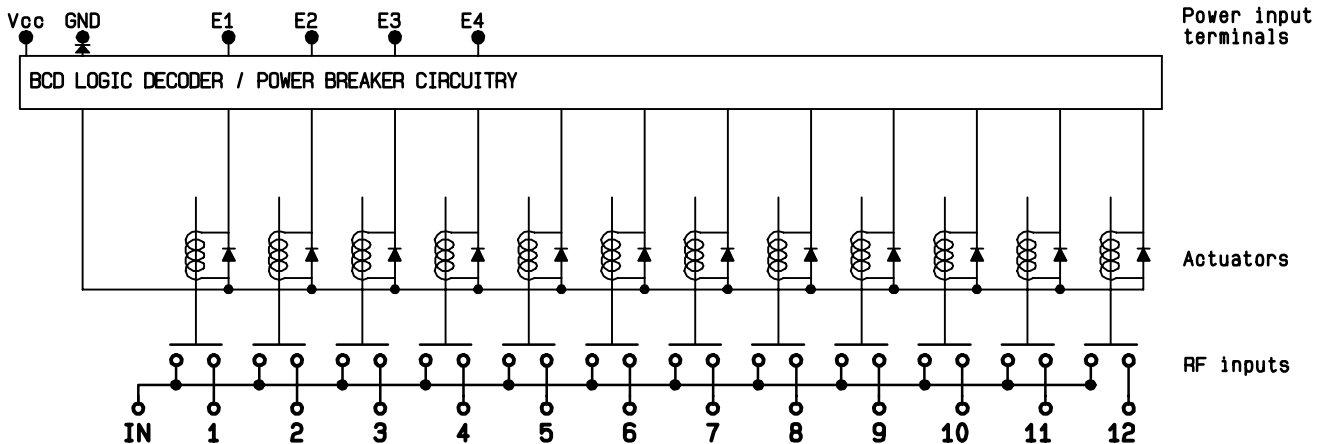 Vcc GND E1 E2 E3 E4 Power input
terminals
BCD LOGIC DECODER / POWER BREAKER CIRCUITRY
Actuators
RF inputs
IN 1 2 3 4 5 6 7 8 9 10 11 12